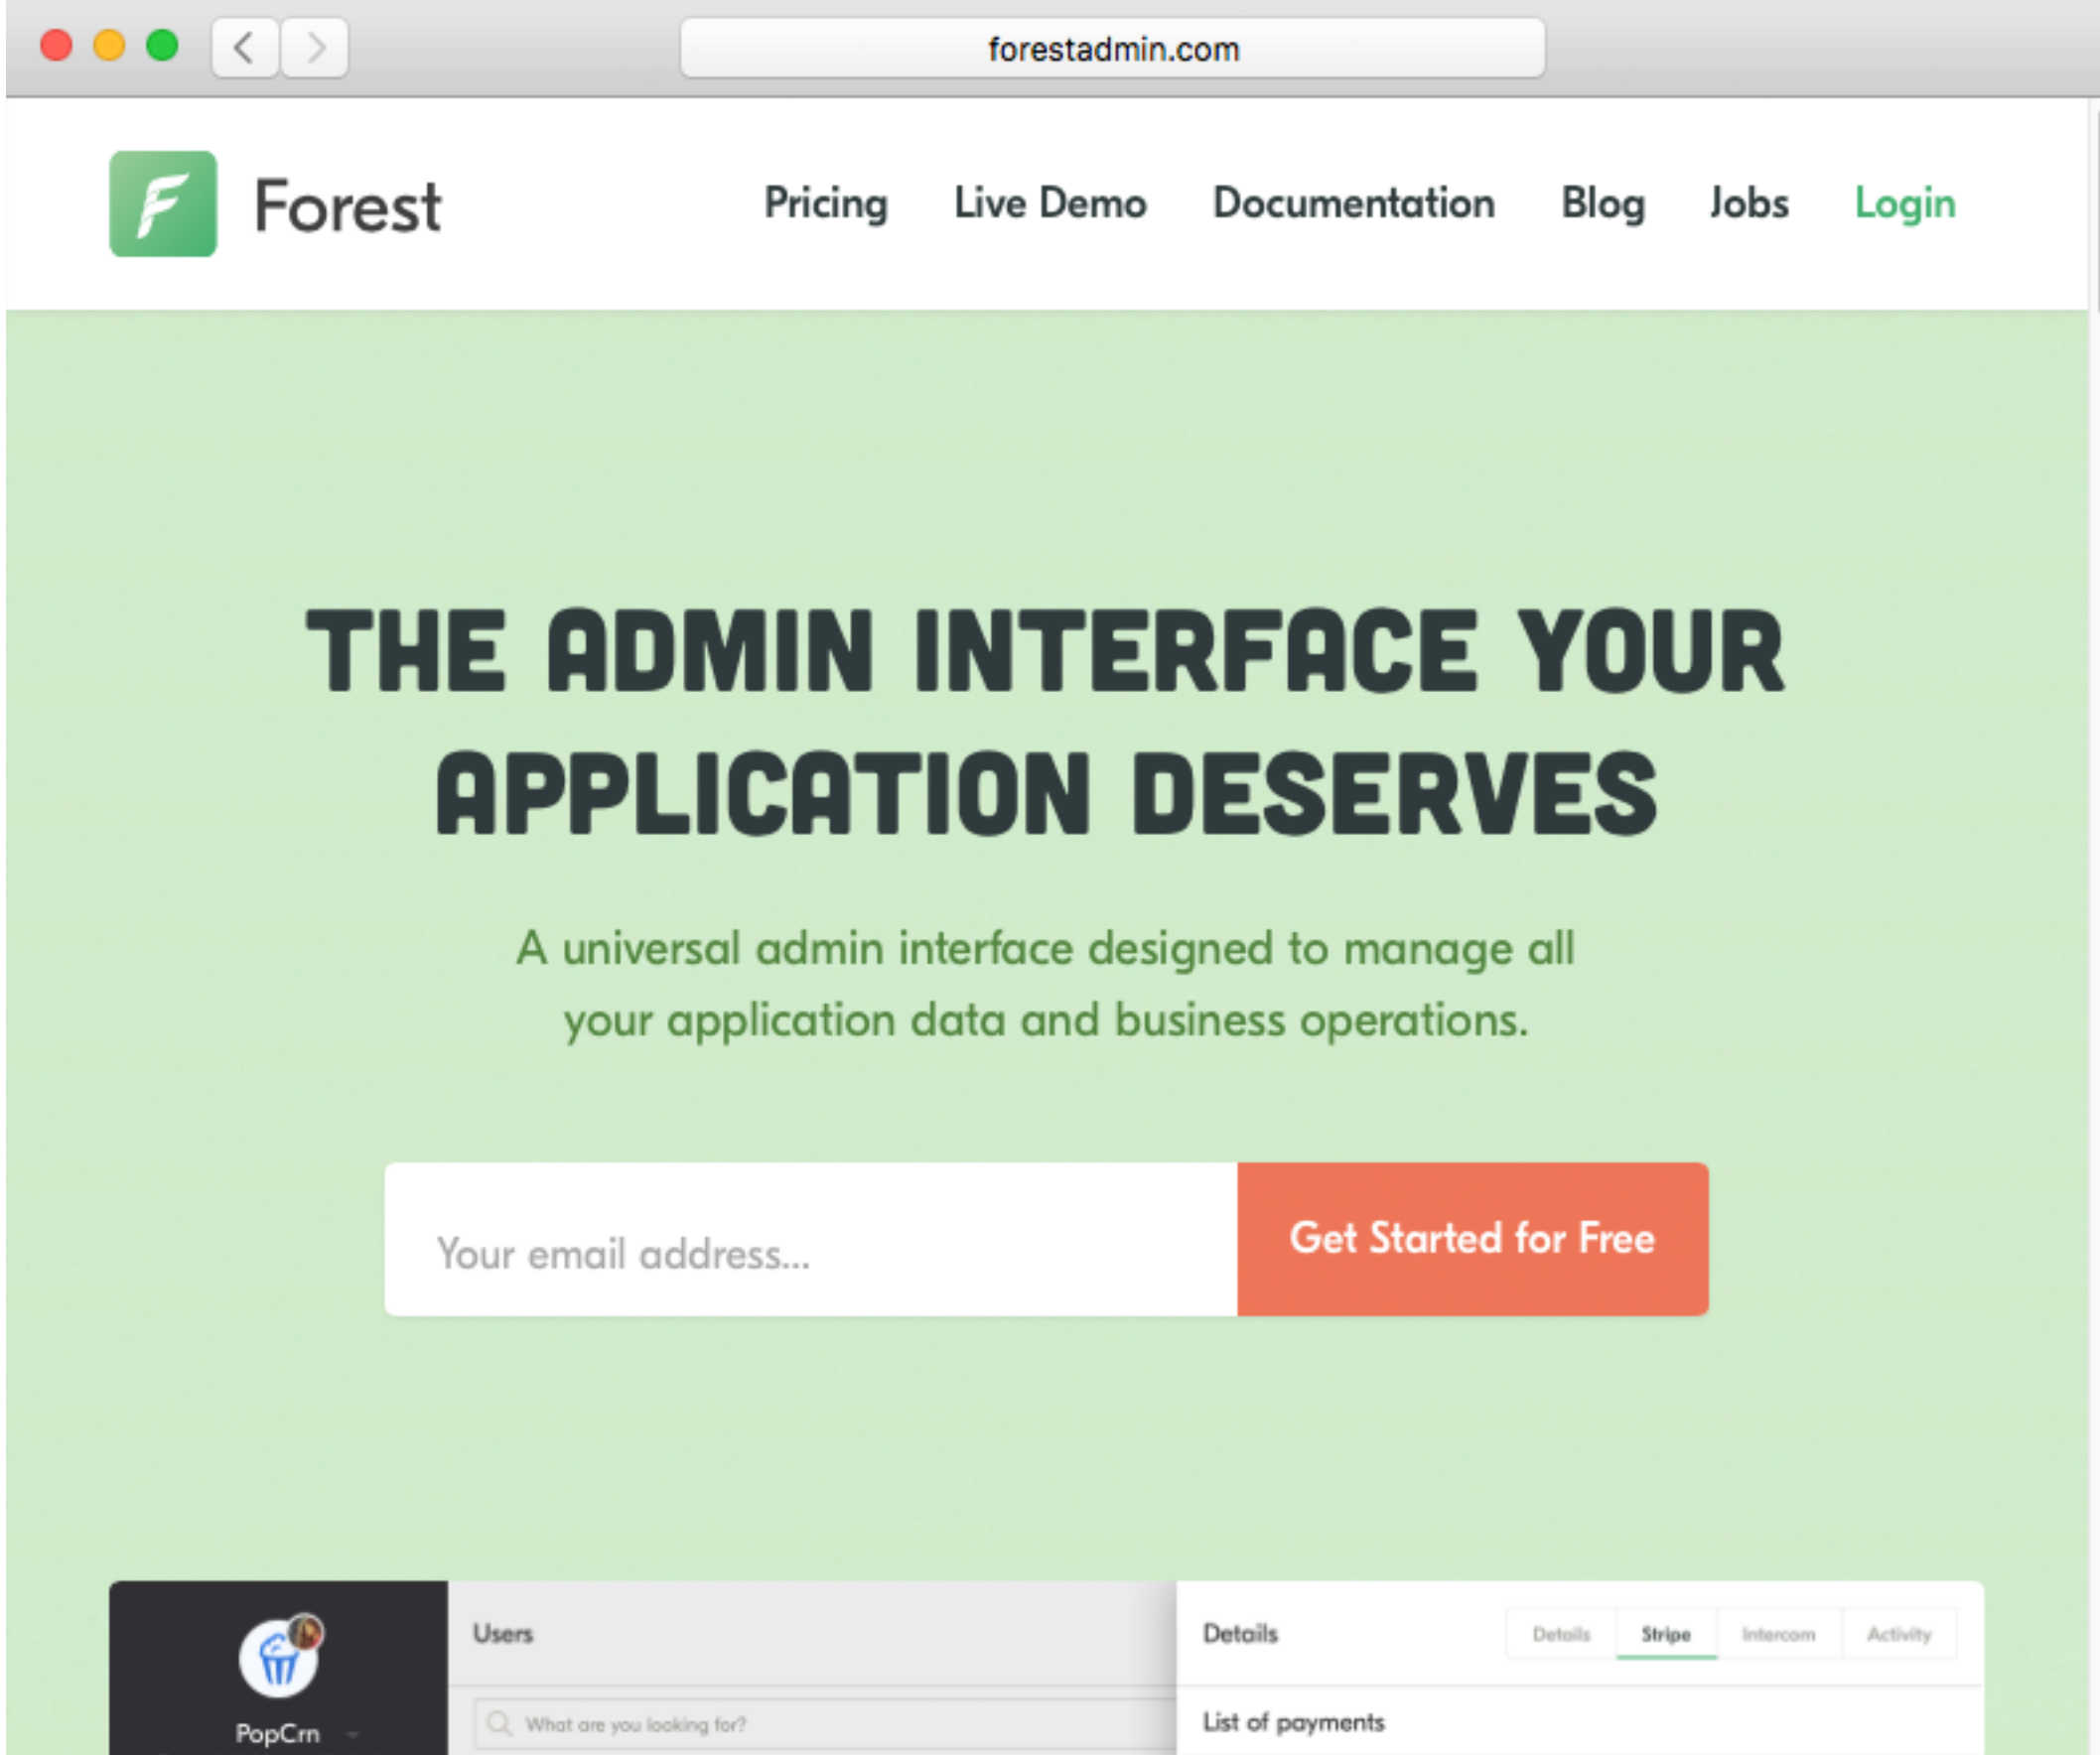 forestadmin.com
Forest
Pricing Live Demo Documentation Blog Jobs Login
THE ADMIN INTERFACE YOUR
APPLICATION DESERVES
A universal admin interface designed to manage all
your application data and business operations.
Your email address...
Get Started for Free
PopCrn
Users
What are you looking for?
Details
Details Stripe Intercom Activity
List of payments